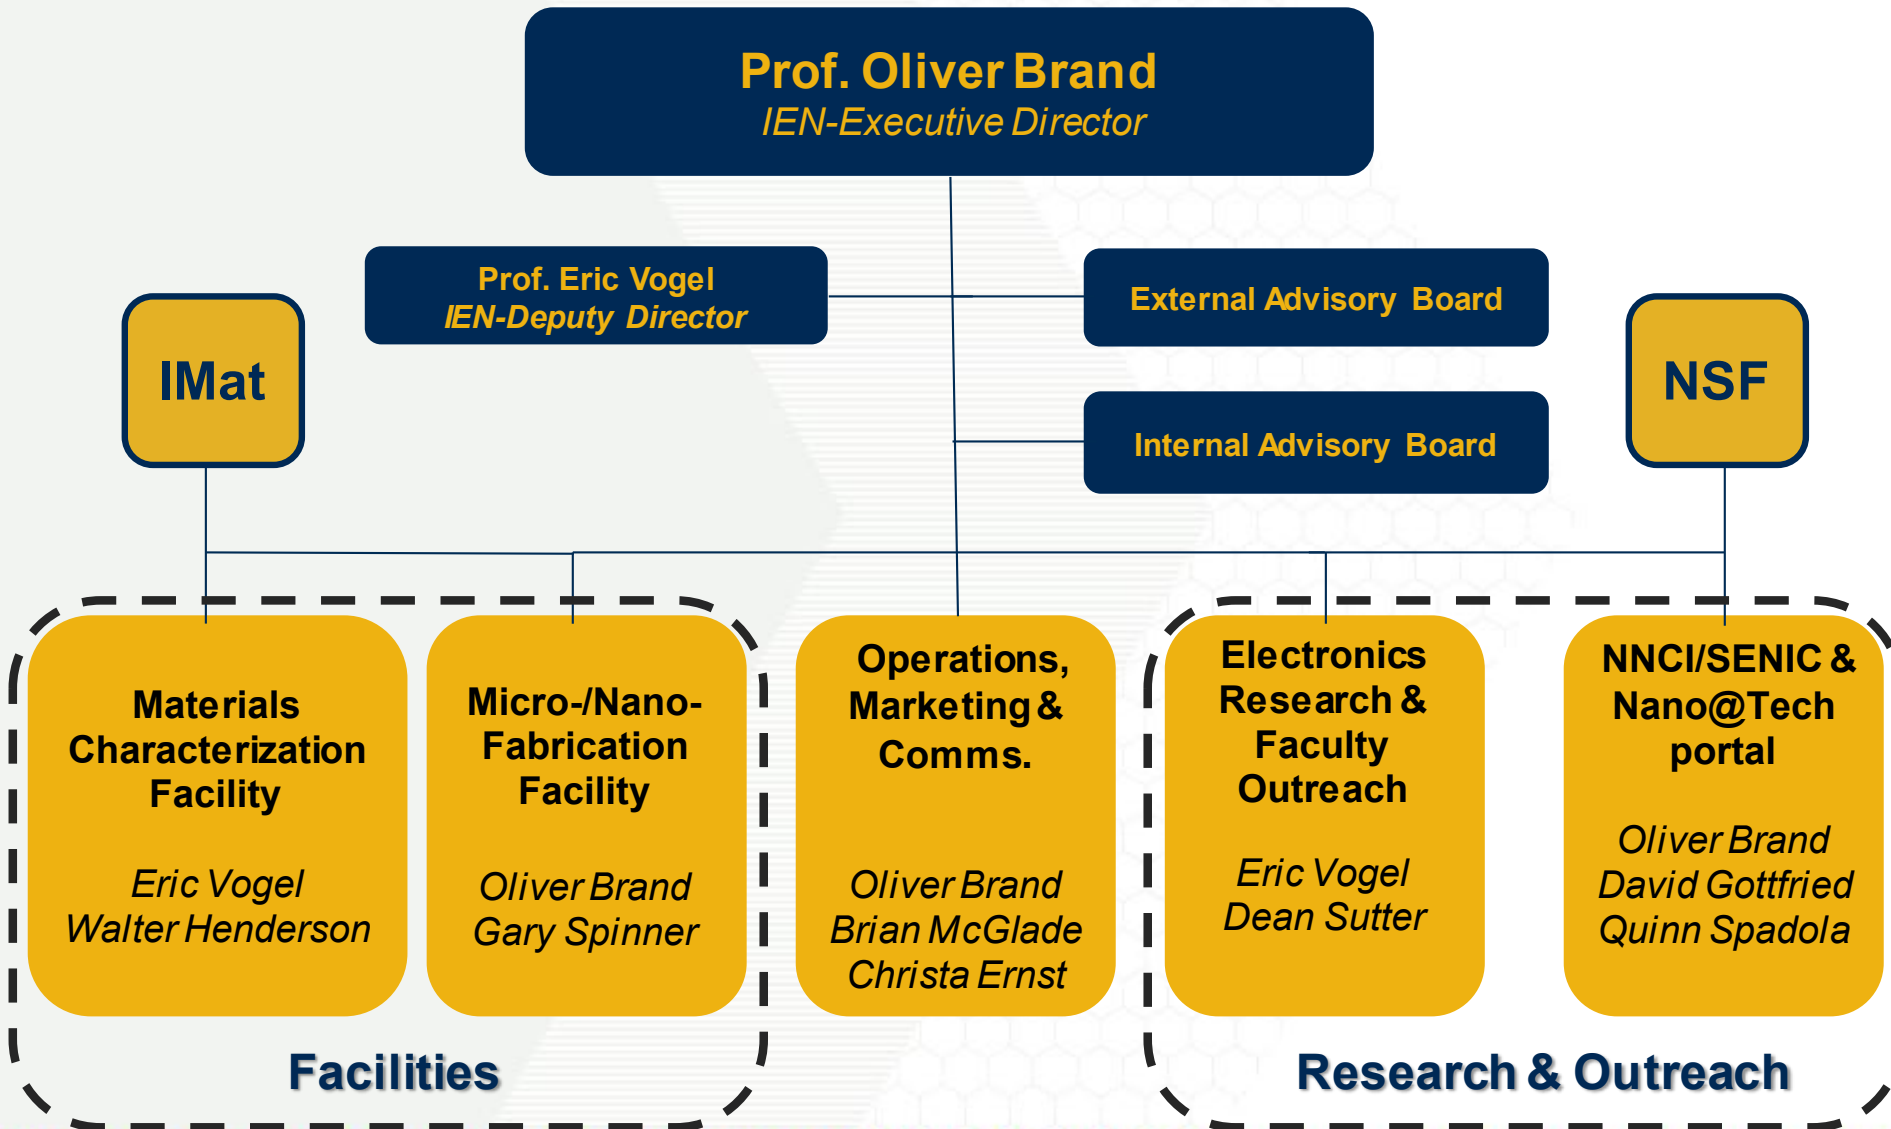 Prof. Oliver Brand
IEN-Executive Director
Prof. Eric Vogel
IEN-Deputy Director
External Advisory Board
IMat
NSF
Internal Advisory Board
Materials
Characterization
Facility
Eric Vogel
Walter Henderson
Micro-/Nano-
Fabrication
Facility
Oliver Brand
Gary Spinner
Operations,
Marketing &
Comms.
Oliver Brand
Brian McGlade
Christa Ernst
Electronics
Research &
Faculty
Outreach
Eric Vogel
Dean Sutter
NNCI/SENIC &
Nano@Tech
portal
Oliver Brand
David Gottfried
Quinn Spadola
Facilities
Research & Outreach